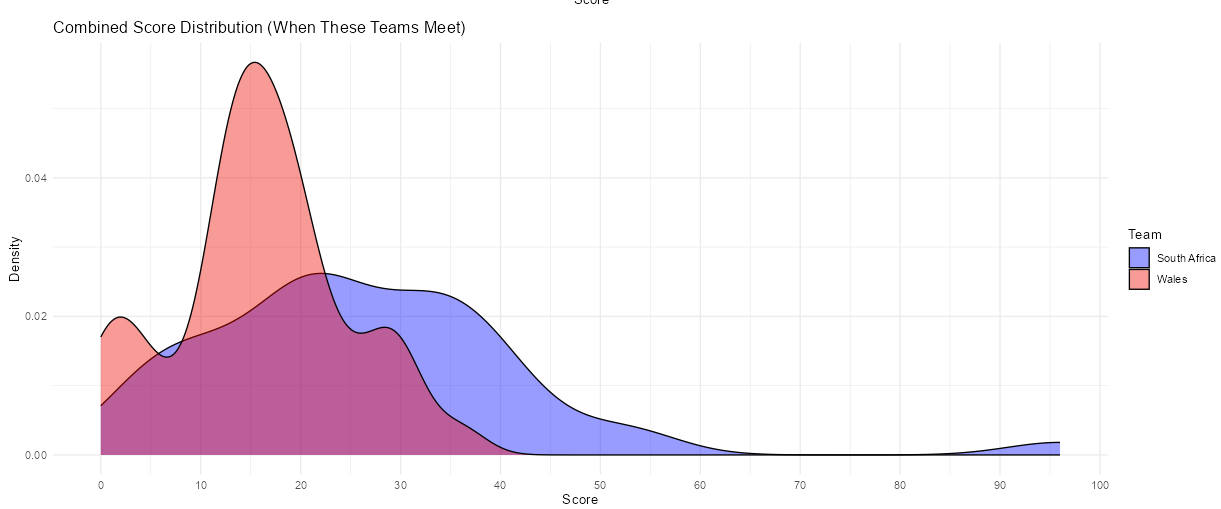 Score
Combined Score Distribution (When These Teams Meet)
0.04
0.02
0.00
Density
0 10 20 30 40 50 60 70 80 90 100
Score
Team
South Africa
Wales